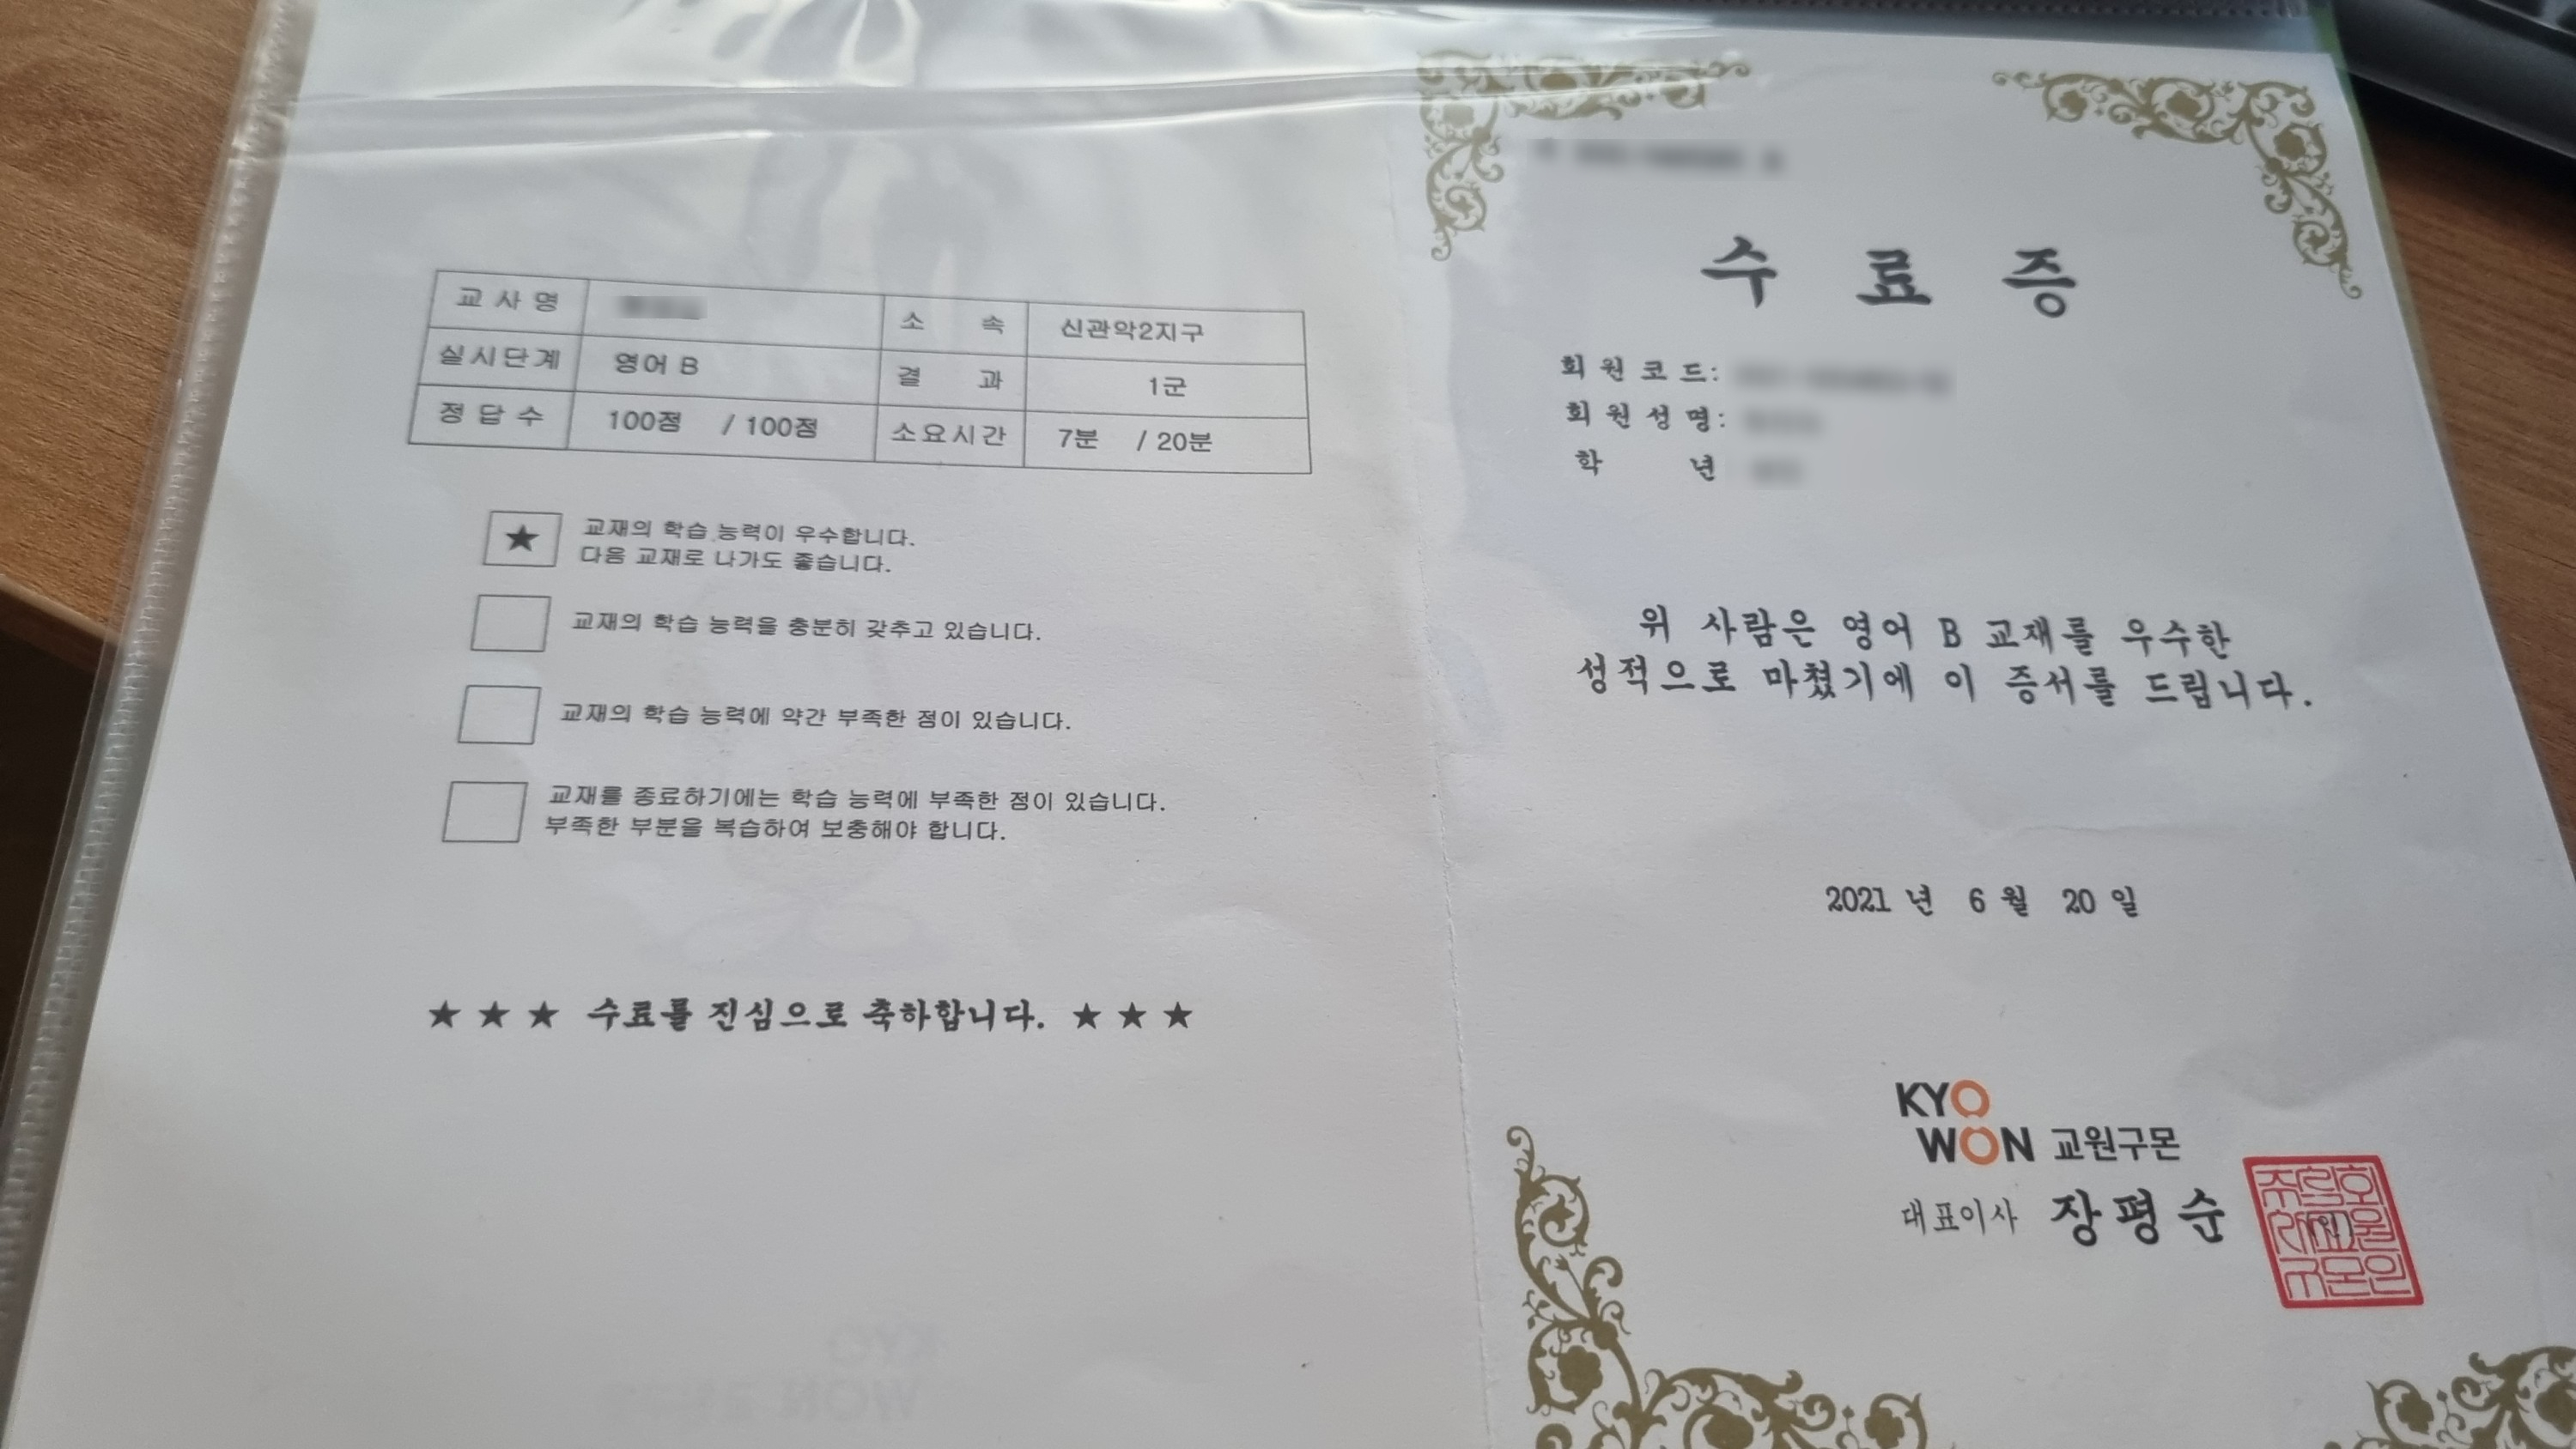 교사명
소 속 신관악2지구
실시단계 영어 B 결 과 1군
정답수 100점 / 100점 소요시간 7분 / 20분
★ 교재의 학습 능력이 우수합니다.
다음 교재로 나가도 좋습니다.
교재의 학습 능력을 충분히 갖추고 있습니다.
교재의 학습 능력에 약간 부족한 점이 있습니다.
교재를 종료하기에는 학습 능력에 부족한 점이 있습니다.
부족한 부분을 복습하여 보충해야 합니다.
★ ★ ★ 수료를 진심으로 축하합니다. ★ ★ ★
수 료 증
회 원 코 드:
회 원 성 명:
학 년
위 사람은 영어 B 교재를 우수한
성적으로 마쳤기에 이 증서를 드립니다.
2021 년 6 월 20 일
KYO
WON 교원구몬
대표이사 장평순